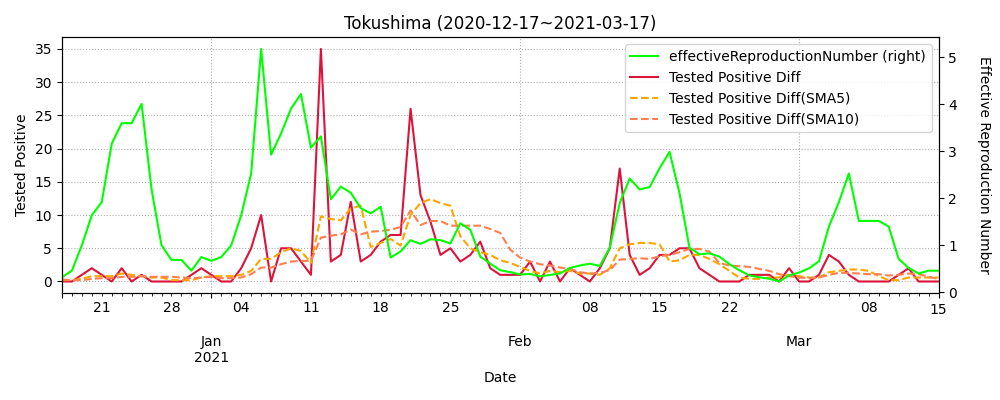 Tokushima (2020-12-17~2021-03-17)
effectiveReproductionNumber (right)
Tested Positive Diff
Tested Positive Diff(SMA5)
Tested Positive Diff(SMA10)
Tested Positive
35
30
25
20
15
10
5
0
Effective Reproduction Number
5
4
3
2
1
0
21 28 04 11 18 25 08 15 22 08 15
Jan Feb Mar
2021
Date